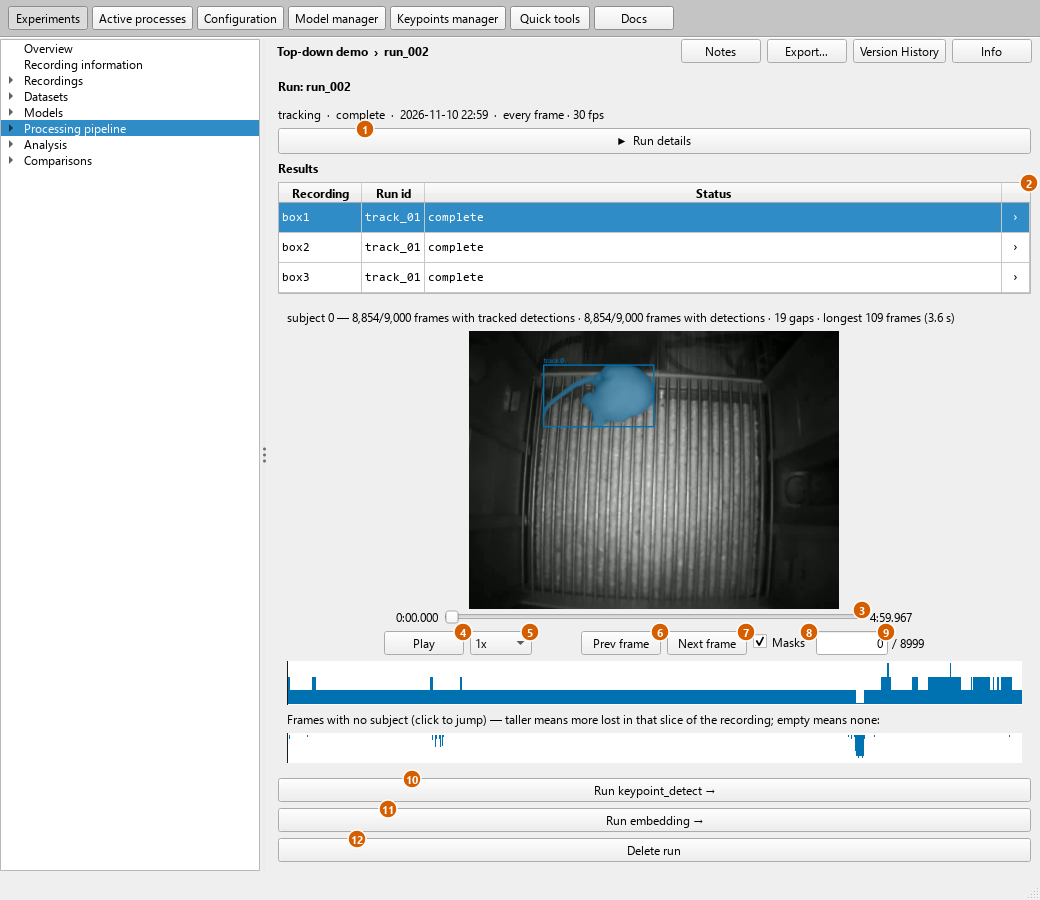 Experiments Active processes Configuration Model manager Keypoints manager Quick tools Docs
Overview
Recording information
Recordings
Datasets
Models
Processing pipeline
Analysis
Comparisons
Top-down demo › run_002 Notes Export... Version History Info
Run: run_002
tracking · complete · 2026-11-10 22:59 · every frame · 30 fps
1
► Run details
Results
2
Recording Run id Status
box1 track_01 complete ›
box2 track_01 complete ›
box3 track_01 complete ›
subject 0 — 8,854/9,000 frames with tracked detections · 8,854/9,000 frames with detections · 19 gaps · longest 109 frames (3.6 s)
track 0
3
0:00.000 4:59.967
4 5 6 7 8 9
Play 1x Prev frame Next frame Masks 0 / 8999
Frames with no subject (click to jump) — taller means more lost in that slice of the recording; empty means none:
10
Run keypoint_detect →
11
Run embedding →
12
Delete run